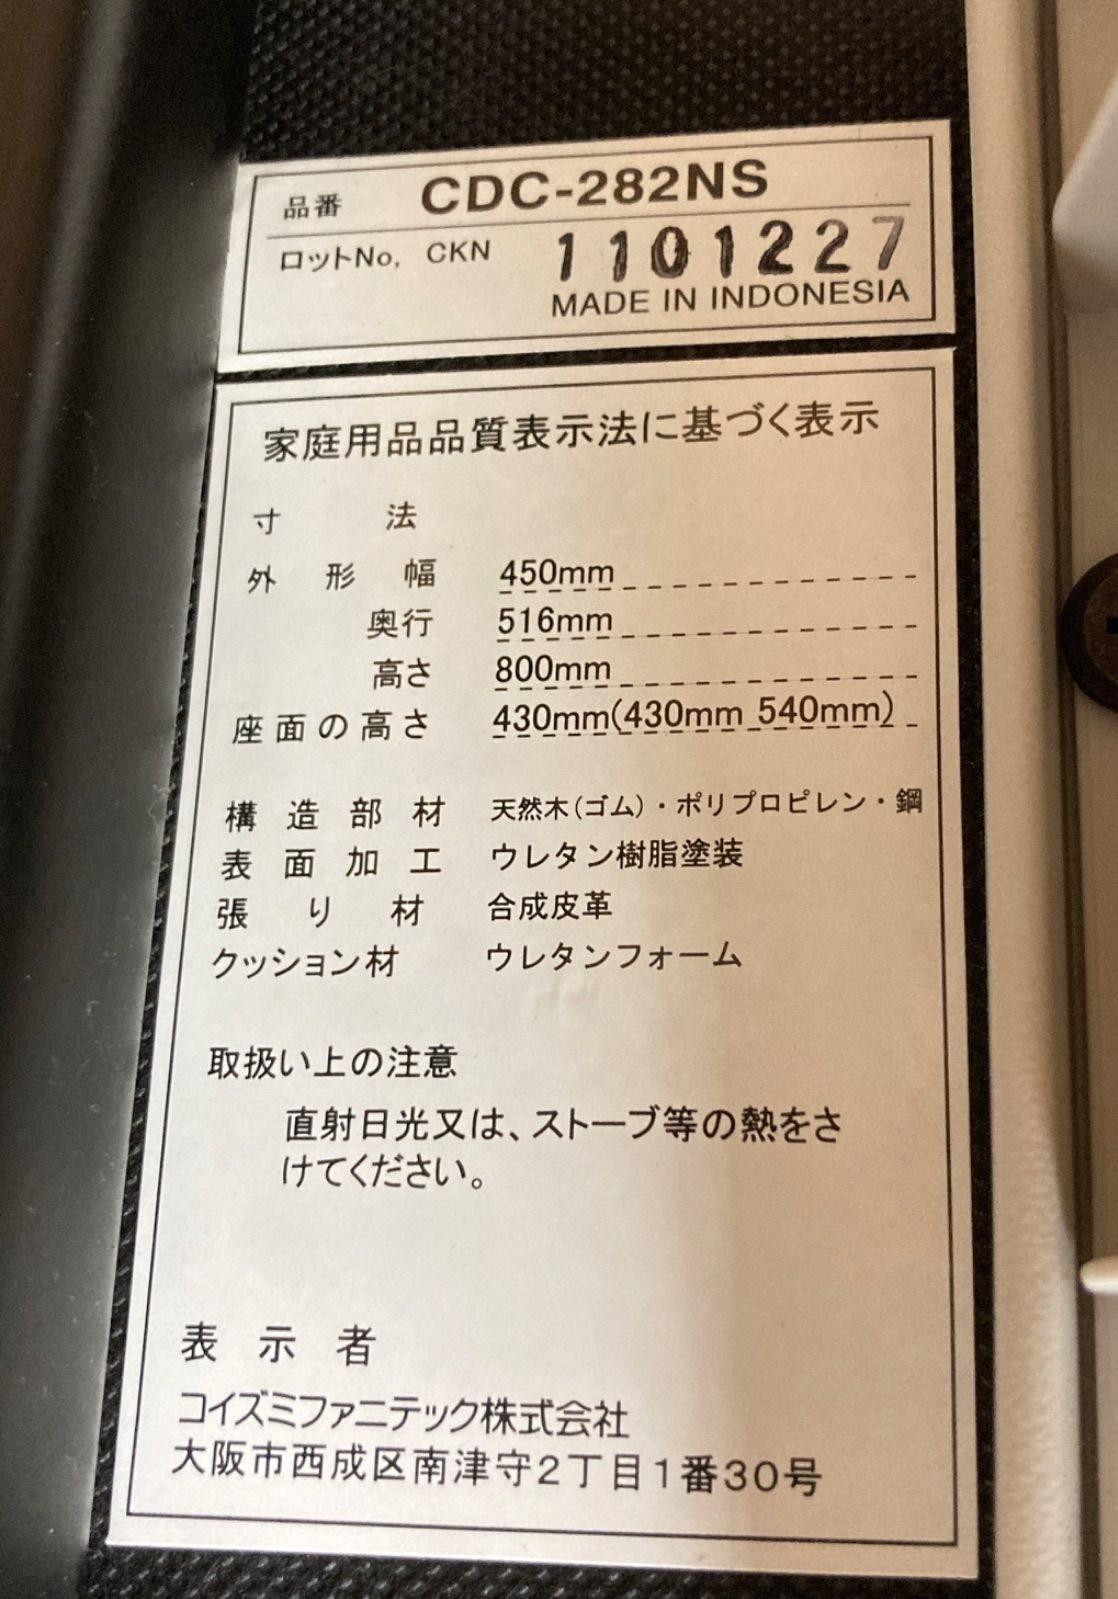 品番 CDC-282NS
ロットNo. CKN 1101227
MADE IN INDONESIA
家庭用品品質表示法に基づく表示
寸法
外形幅 450mm
奥行 516mm
高さ 800mm
座面の高さ 430mm(430mm 540mm)
構造部材 天然木(ゴム)・ポリプロピレン・鋼
表面加工 ウレタン樹脂塗装
張り材 合成皮革
クッション材 ウレタンフォーム
取扱い上の注意
直射日光又は、ストーブ等の熱をさ
けてください。
表示者
コイズミファニテック株式会社
大阪市西成区南津守2丁目1番30号